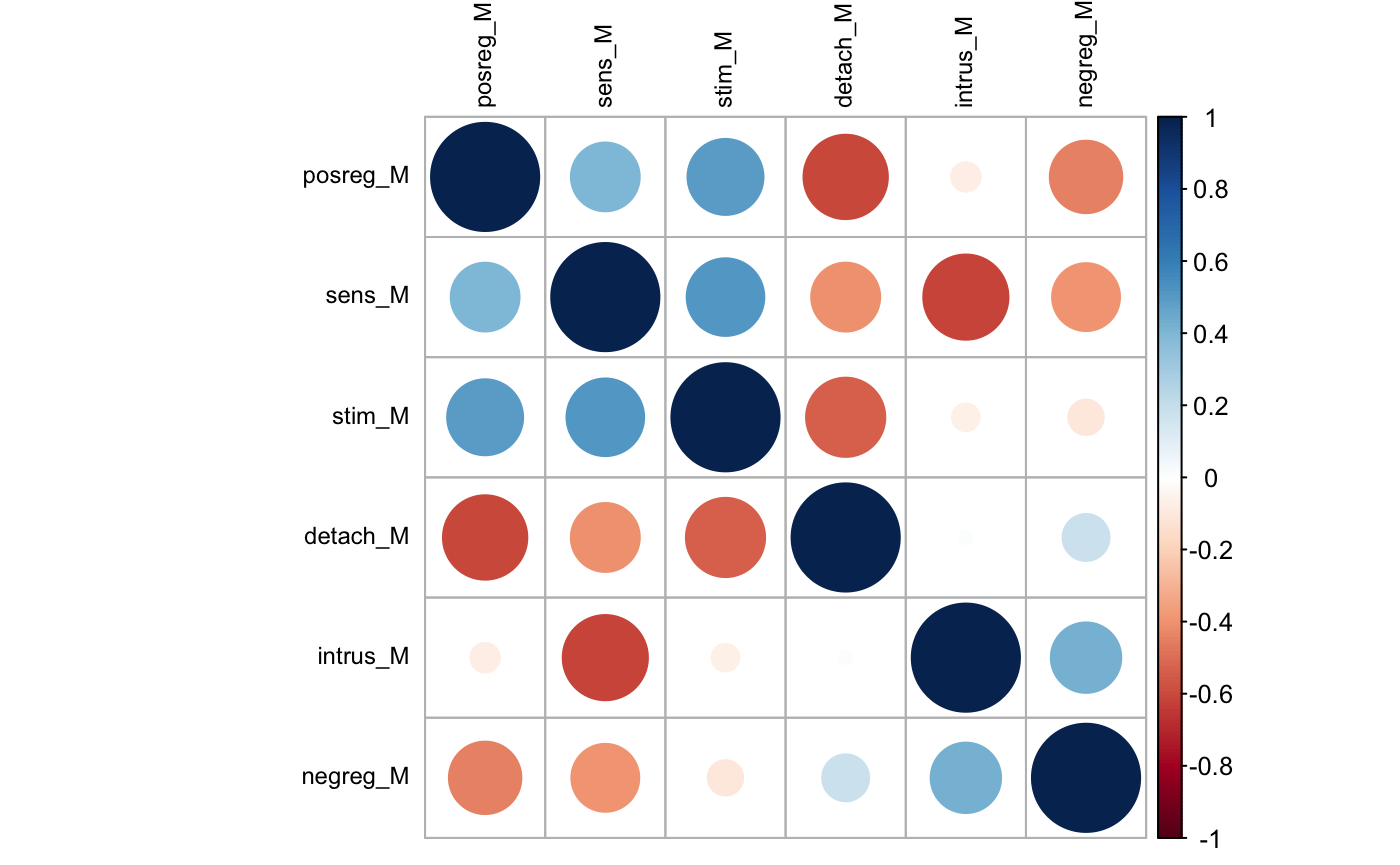 posreg_M
sens_M
stim_M
detach_M
intrus_M
negreg_M
posreg_M
sens_M
stim_M
detach_M
intrus_M
negreg_M
1
0.8
0.6
0.4
0.2
0
-0.2
-0.4
-0.6
-0.8
-1